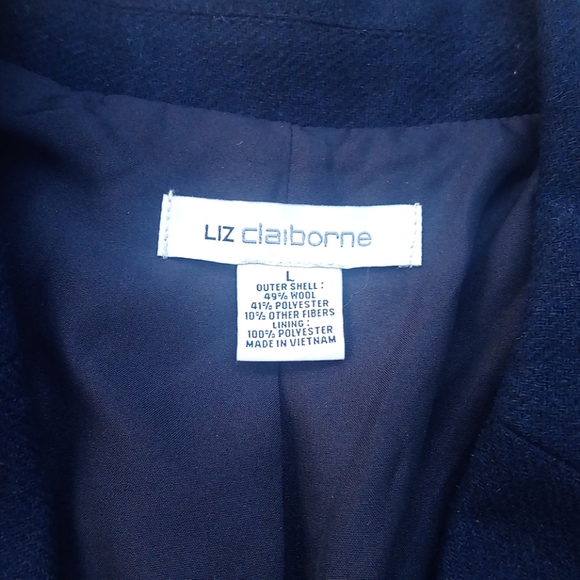 LIZ claiborne
L
OUTER SHELL:
49% WOOL
41% POLYESTER
10% OTHER FIBERS
LINING:
100% POLYESTER
MADE IN VIETNAM